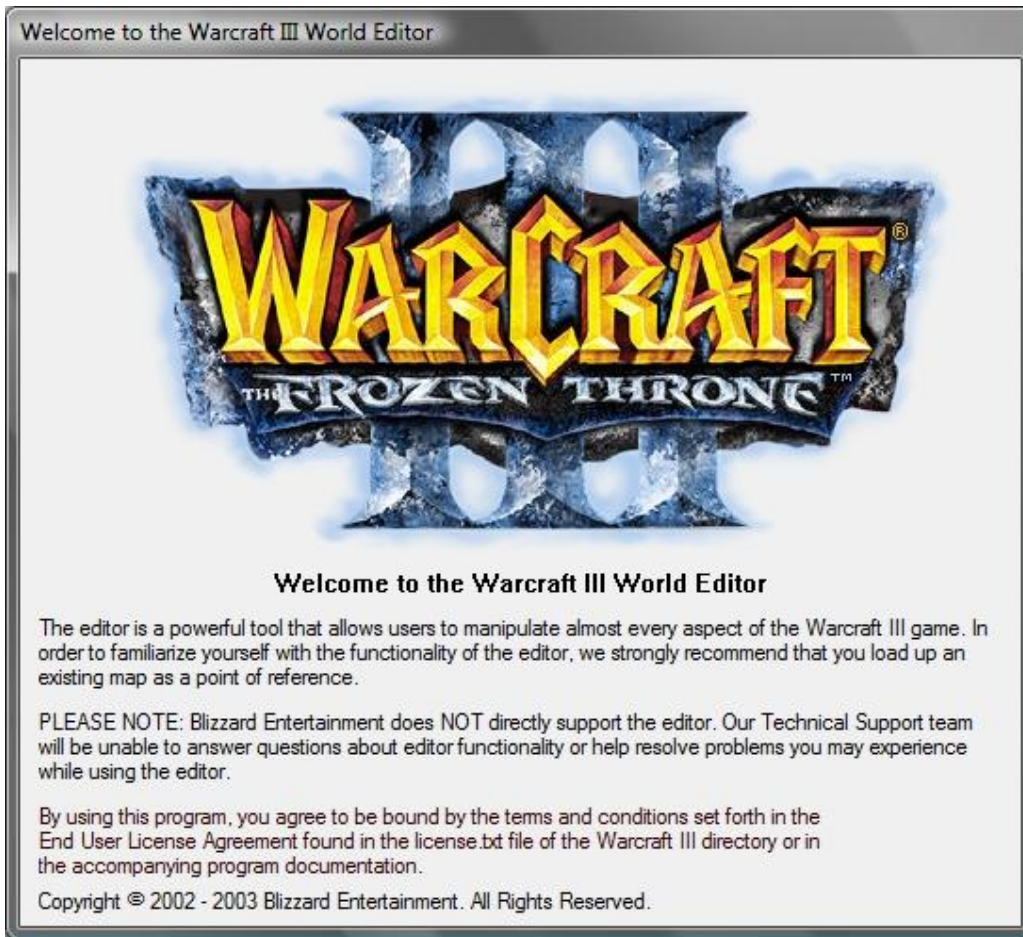 Welcome to the Warcraft III World Editor
WARCRAFT®
THE FROZEN THRONE™
Welcome to the Warcraft III World Editor
The editor is a powerful tool that allows users to manipulate almost every aspect of the Warcraft III game. In
order to familiarize yourself with the functionality of the editor, we strongly recommend that you load up an
existing map as a point of reference.
PLEASE NOTE: Blizzard Entertainment does NOT directly support the editor. Our Technical Support team
will be unable to answer questions about editor functionality or help resolve problems you may experience
while using the editor.
By using this program, you agree to be bound by the terms and conditions set forth in the
End User License Agreement found in the license.txt file of the Warcraft III directory or in
the accompanying program documentation.
Copyright © 2002 - 2003 Blizzard Entertainment. All Rights Reserved.